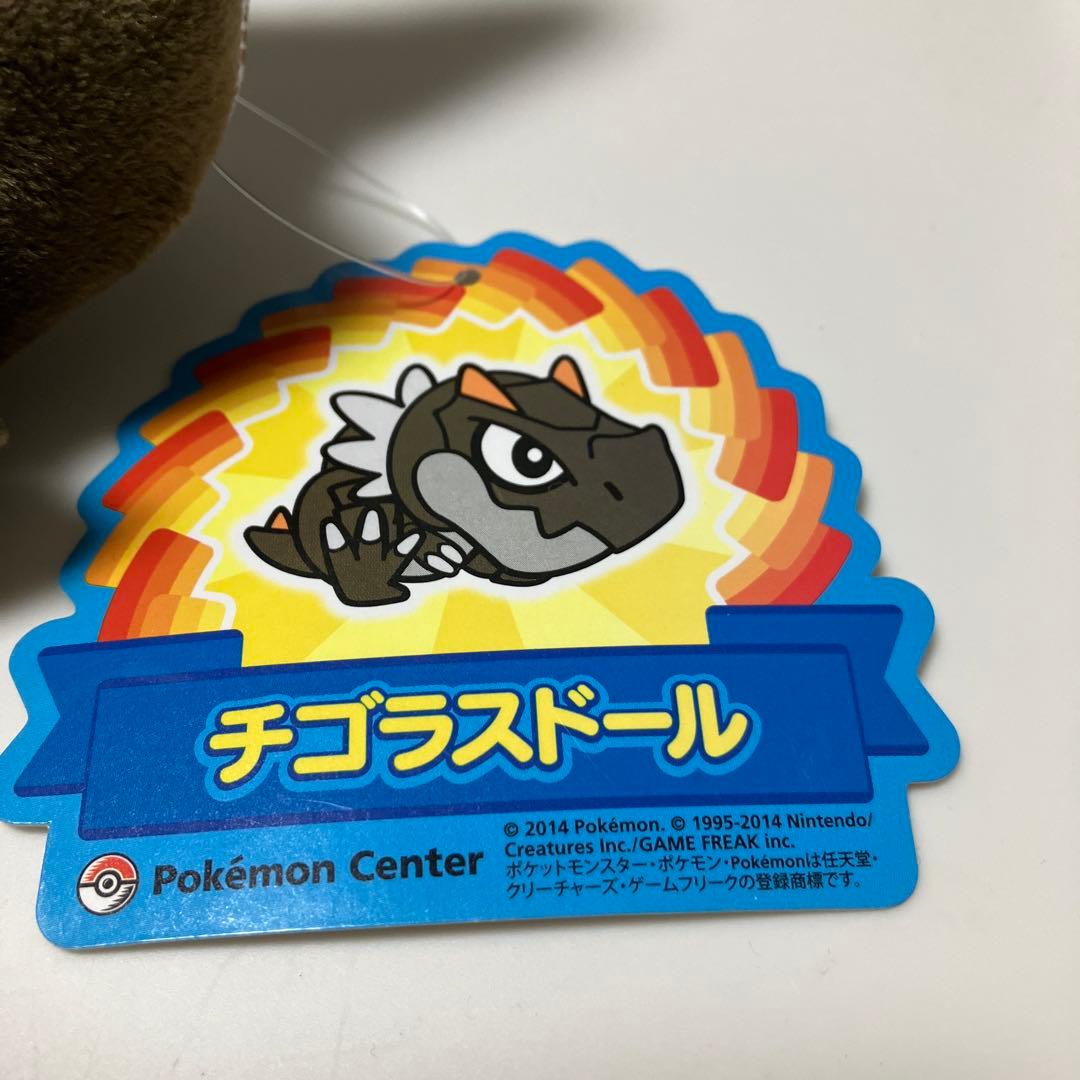 チゴラスドール
Pokémon Center
© 2014 Pokémon. © 1995-2014 Nintendo/
Creatures Inc./GAME FREAK inc.
ポケットモンスター・ポケモン・Pokémonは任天堂・
クリーチャーズ・ゲームフリークの登録商標です。